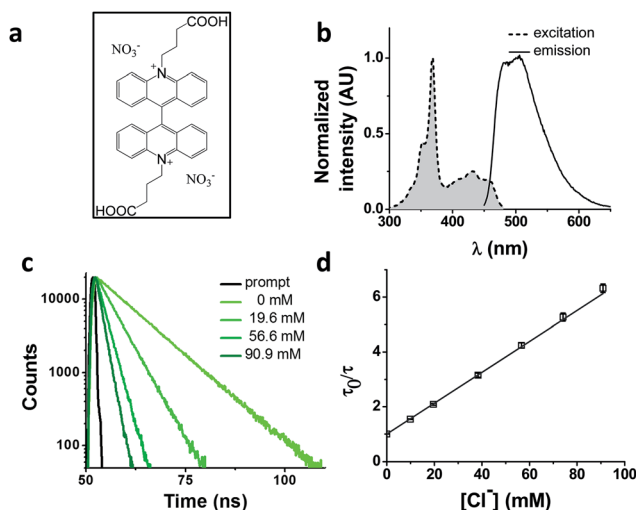 a
COOH
NO₃⁻
N⁺
N⁺
NO₃⁻
HOOC
b
excitation
emission
Normalized
intensity (AU)
1.0
0.5
0.0
300
400
500
600
λ (nm)
c
prompt
0 mM
19.6 mM
56.6 mM
90.9 mM
Counts
10000
1000
100
50
75
100
Time (ns)
d
τ₀/τ
6
4
2
0
0
20
40
60
80
100
[Cl⁻] (mM)